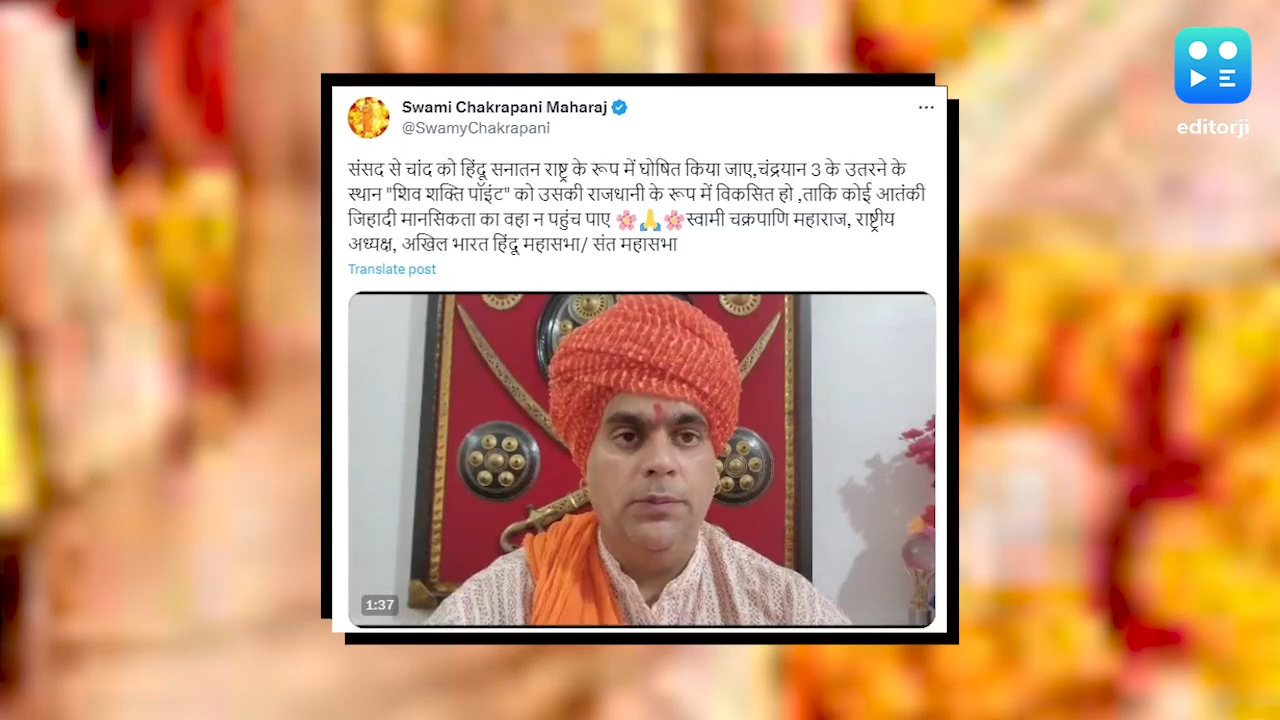 editorji
Swami Chakrapani Maharaj
@SwamyChakrapani
संसद से चांद को हिंदू सनातन राष्ट्र के रूप में घोषित किया जाए,चंद्रयान 3 के उतरने के
स्थान "शिव शक्ति पॉइंट" को उसकी राजधानी के रूप में विकसित हो ,ताकि कोई आतंकी
जिहादी मानसिकता का वहा न पहुंच पाए 🌸🙏🌸स्वामी चक्रपाणि महाराज, राष्ट्रीय
अध्यक्ष, अखिल भारत हिंदू महासभा/ संत महासभा
Translate post
1:37